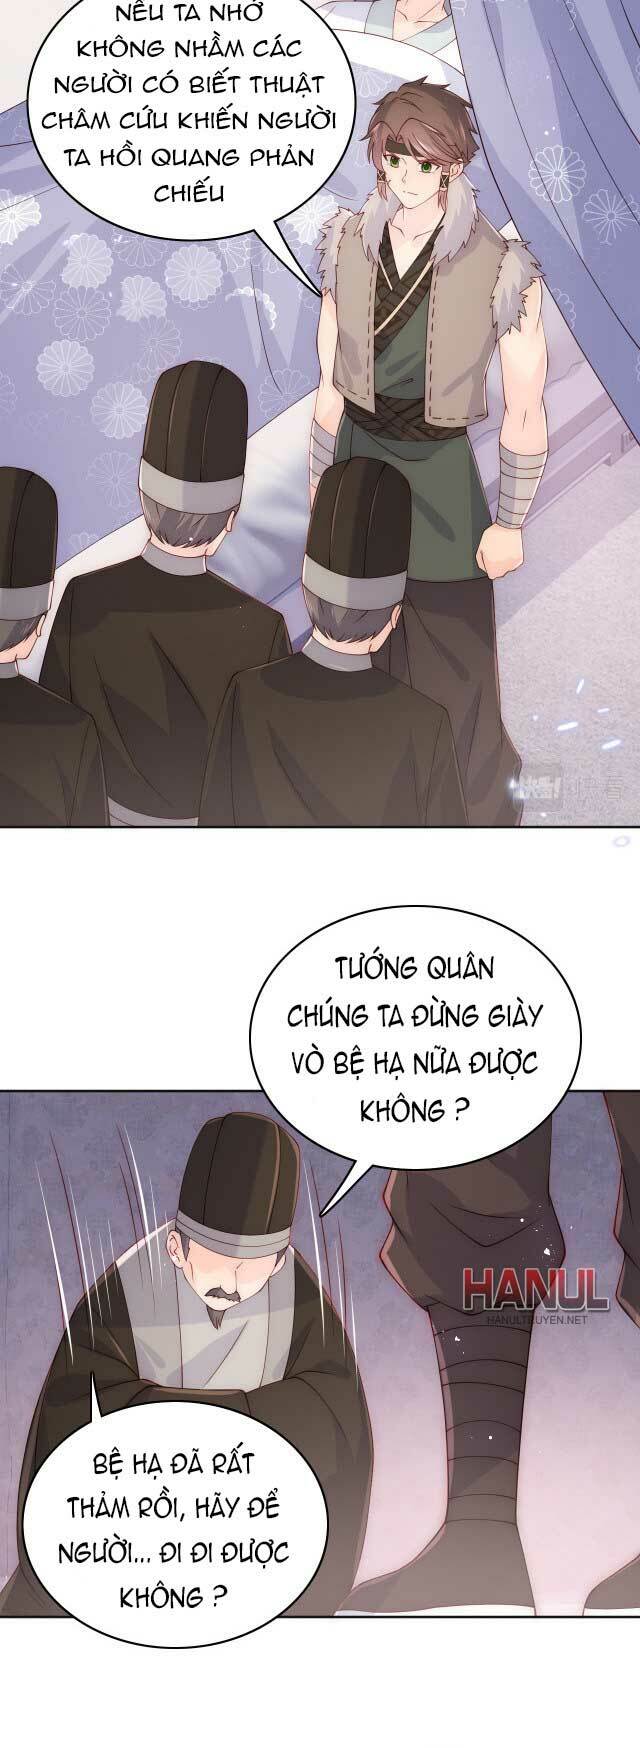 NẾU TA NHỚ
KHÔNG NHẦM CÁC
NGƯỜI CÓ BIẾT THUẬT
CHÂM CỨU KHIẾN NGƯỜI
TA HỒI QUANG PHẢN
CHIẾU
TƯỚNG QUÂN
CHÚNG TA ĐỪNG GIÀY
VÒ BỆ HẠ NỮA ĐƯỢC
KHÔNG ?
HANUL
HANULTRUYEN.NET
BỆ HẠ ĐÃ RẤT
THẢM RỒI, HÃY ĐỂ
NGƯỜI... ĐI ĐI ĐƯỢC
KHÔNG ?